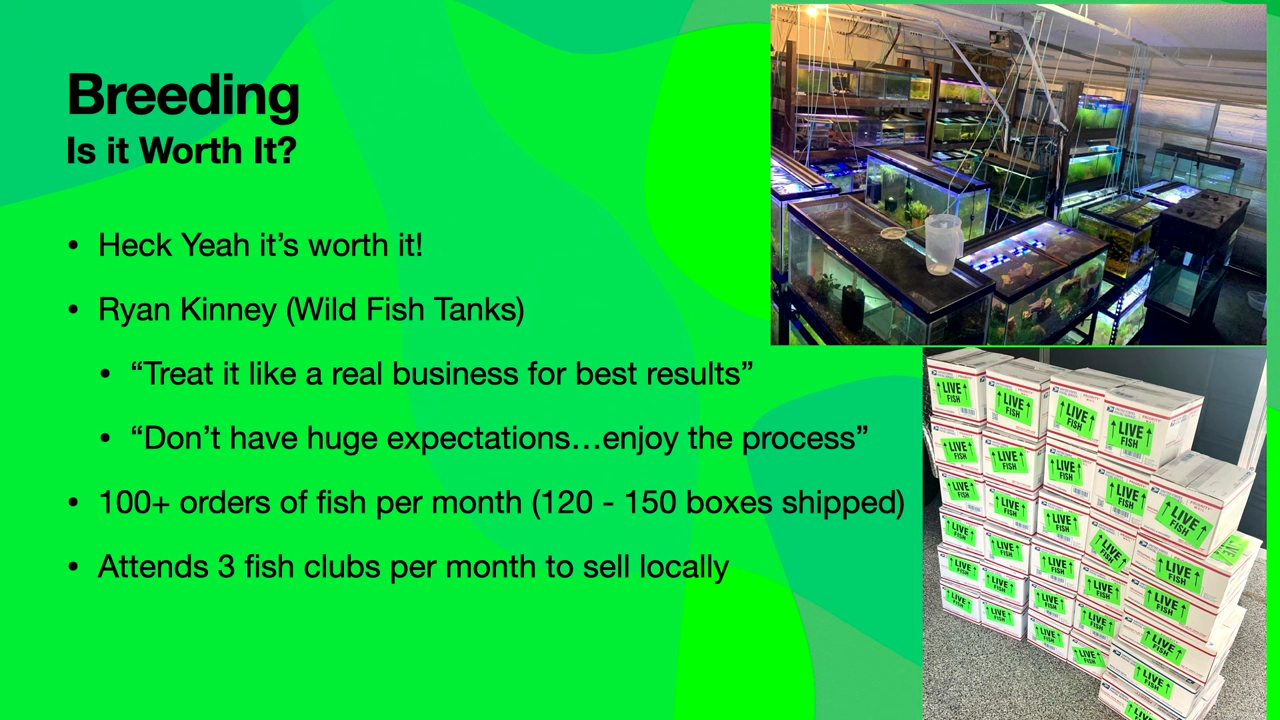 Breeding
Is it Worth It?
• Heck Yeah it’s worth it!
• Ryan Kinney (Wild Fish Tanks)
• “Treat it like a real business for best results”
• “Don’t have huge expectations…enjoy the process”
• 100+ orders of fish per month (120 - 150 boxes shipped)
• Attends 3 fish clubs per month to sell locally
LIVE
FISH